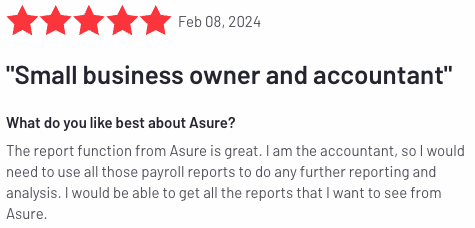 Feb 08, 2024
"Small business owner and accountant"
What do you like best about Asure?
The report function from Asure is great. I am the accountant, so I would
need to use all those payroll reports to do any further reporting and
analysis. I would be able to get all the reports that I want to see from
Asure.